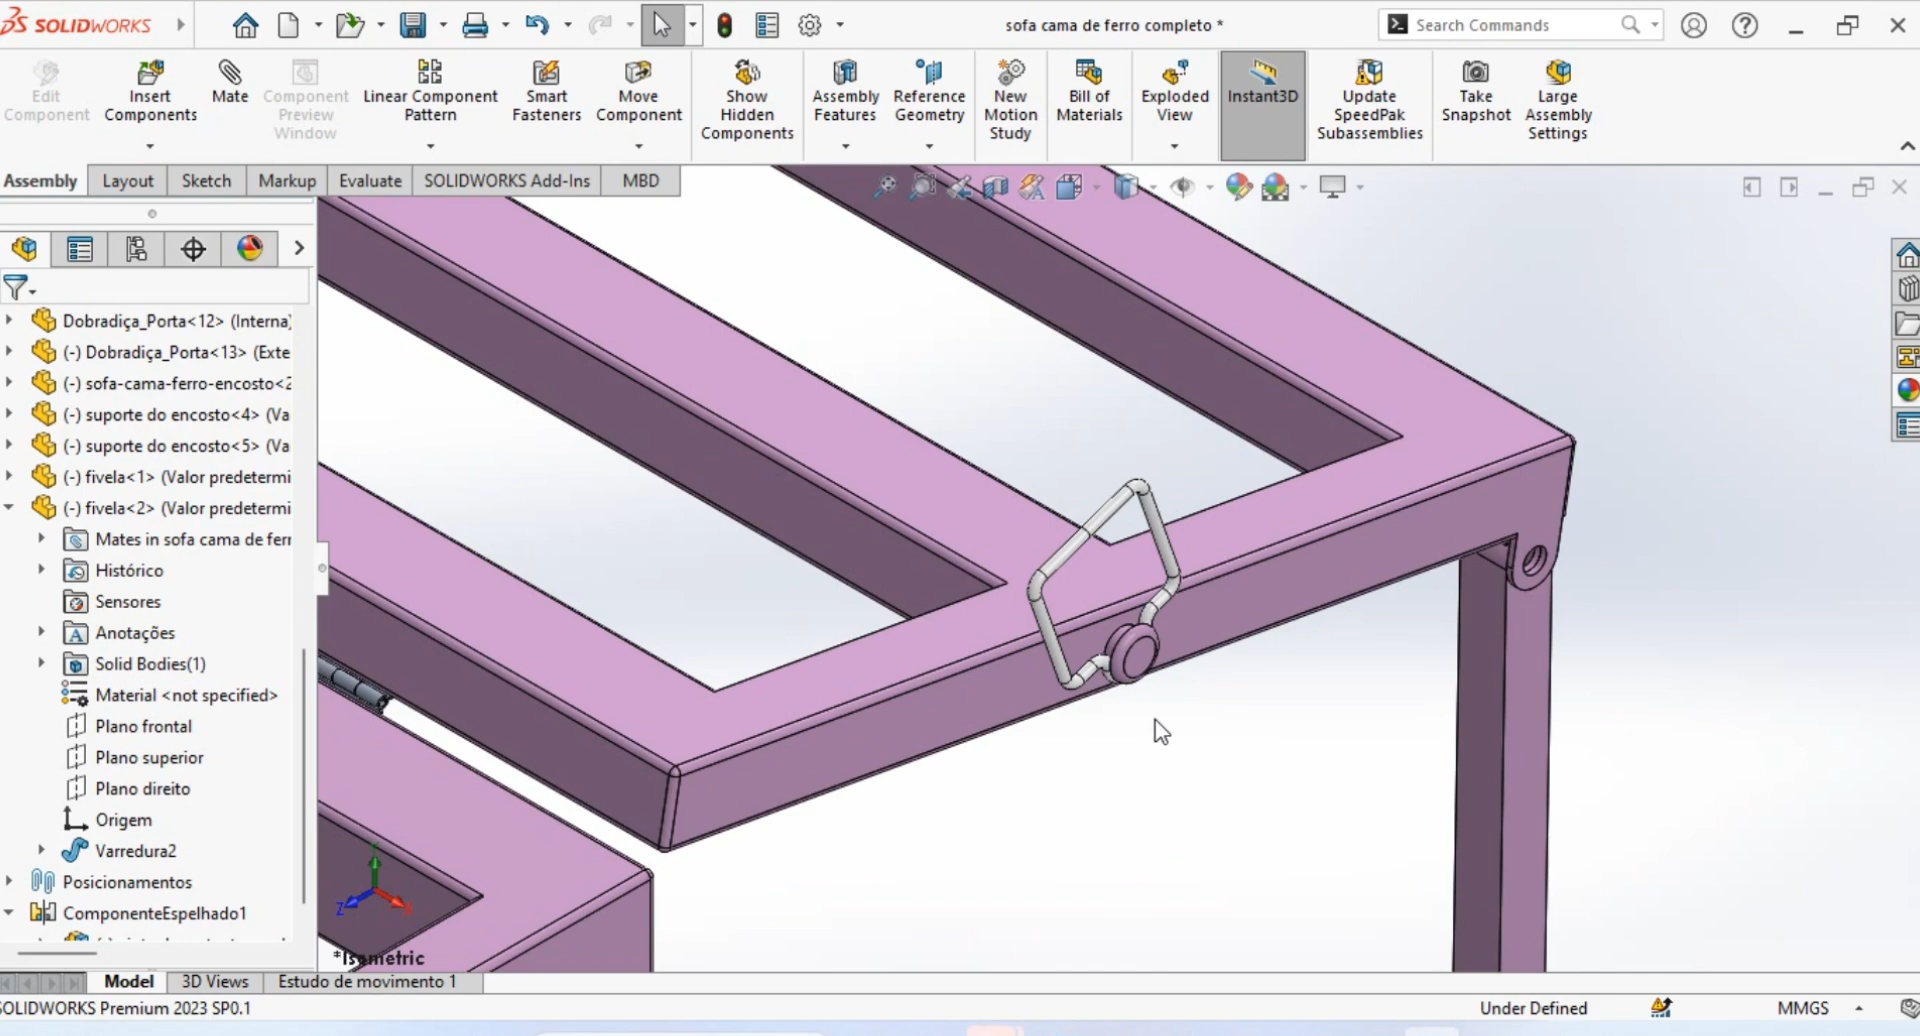 SOLIDWORKS
sofa cama de ferro completo *
Search Commands
Edit Component
Insert Components
Mate
Component Preview Window
Linear Component Pattern
Smart Fasteners
Move Component
Show Hidden Components
Assembly Features
Reference Geometry
New Motion Study
Bill of Materials
Exploded View
Instant3D
Update SpeedPak Subassemblies
Take Snapshot
Large Assembly Settings
Assembly
Layout
Sketch
Markup
Evaluate
SOLIDWORKS Add-Ins
MBD
Dobradiça_Porta<12> (Interna)
(-) Dobradiça_Porta<13> (Exte
(-) sofa-cama-ferro-encosto<2
(-) suporte do encosto<4> (Va
(-) suporte do encosto<5> (Va
(-) fivela<1> (Valor predetermi
(-) fivela<2> (Valor predetermi
Mates in sofa cama de ferr
Histórico
Sensores
Anotações
Solid Bodies(1)
Material <not specified>
Plano frontal
Plano superior
Plano direito
Origem
Varredura2
Posicionamentos
ComponenteEspelhado1
Z
*Isometric
Model
3D Views
Estudo de movimento 1
SOLIDWORKS Premium 2023 SP0.1
Under Defined
MMGS